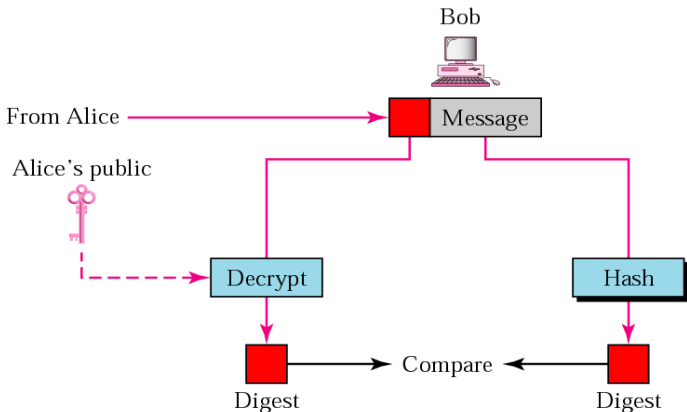 Bob
From Alice
Message
Alice's public
Decrypt
Hash
Compare
Digest
Digest